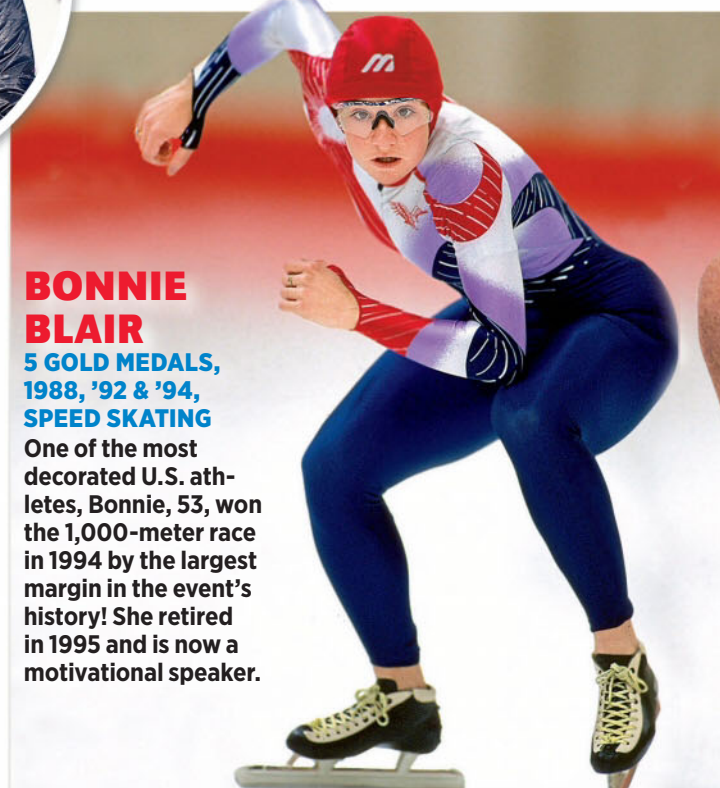 BONNIE
BLAIR
5 GOLD MEDALS,
1988, ’92 & ’94,
SPEED SKATING
One of the most
decorated U.S. ath-
letes, Bonnie, 53, won
the 1,000-meter race
in 1994 by the largest
margin in the event’s
history! She retired
in 1995 and is now a
motivational speaker.